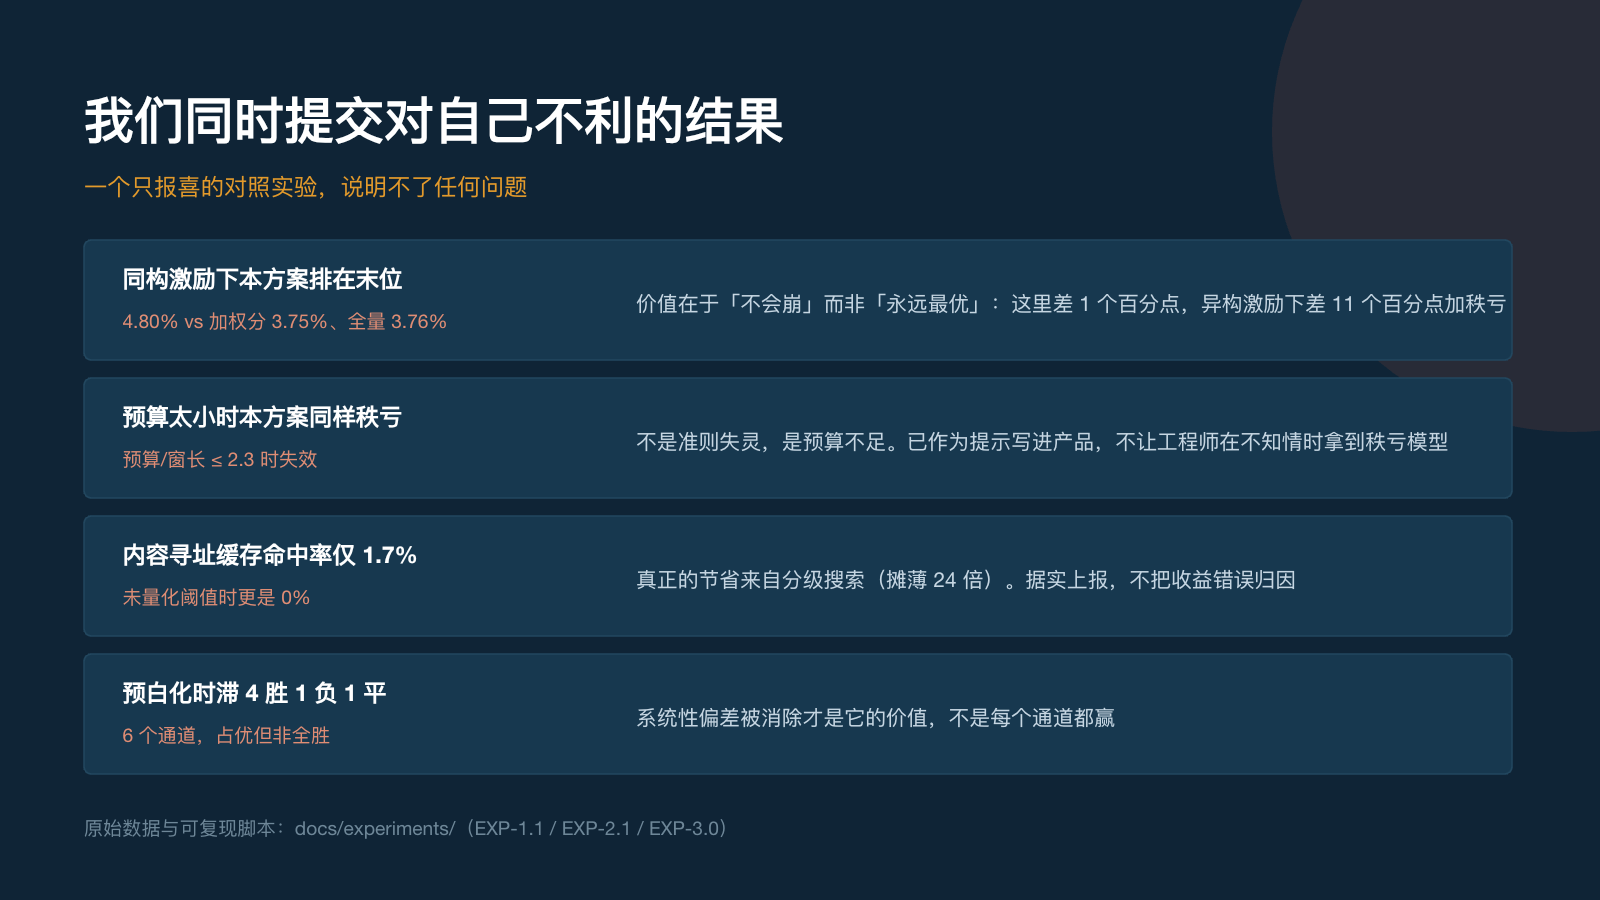 我们同时提交对自己不利的结果
一个只报喜的对照实验，说明不了任何问题
同构激励下本方案排在末位
4.80% vs 加权分 3.75%、全量 3.76%
价值在于「不会崩」而非「永远最优」：这里差 1 个百分点，异构激励下差 11 个百分点加秩亏
预算太小时本方案同样秩亏
预算/窗长 ≤ 2.3 时失效
不是准则失灵，是预算不足。已作为提示写进产品，不让工程师在不知情时拿到秩亏模型
内容寻址缓存命中率仅 1.7%
未量化阈值时更是 0%
真正的节省来自分级搜索（摊薄 24 倍）。据实上报，不把收益错误归因
预白化时滞 4 胜 1 负 1 平
6 个通道，占优但非全胜
系统性偏差被消除才是它的价值，不是每个通道都赢
原始数据与可复现脚本：docs/experiments/（EXP-1.1 / EXP-2.1 / EXP-3.0）